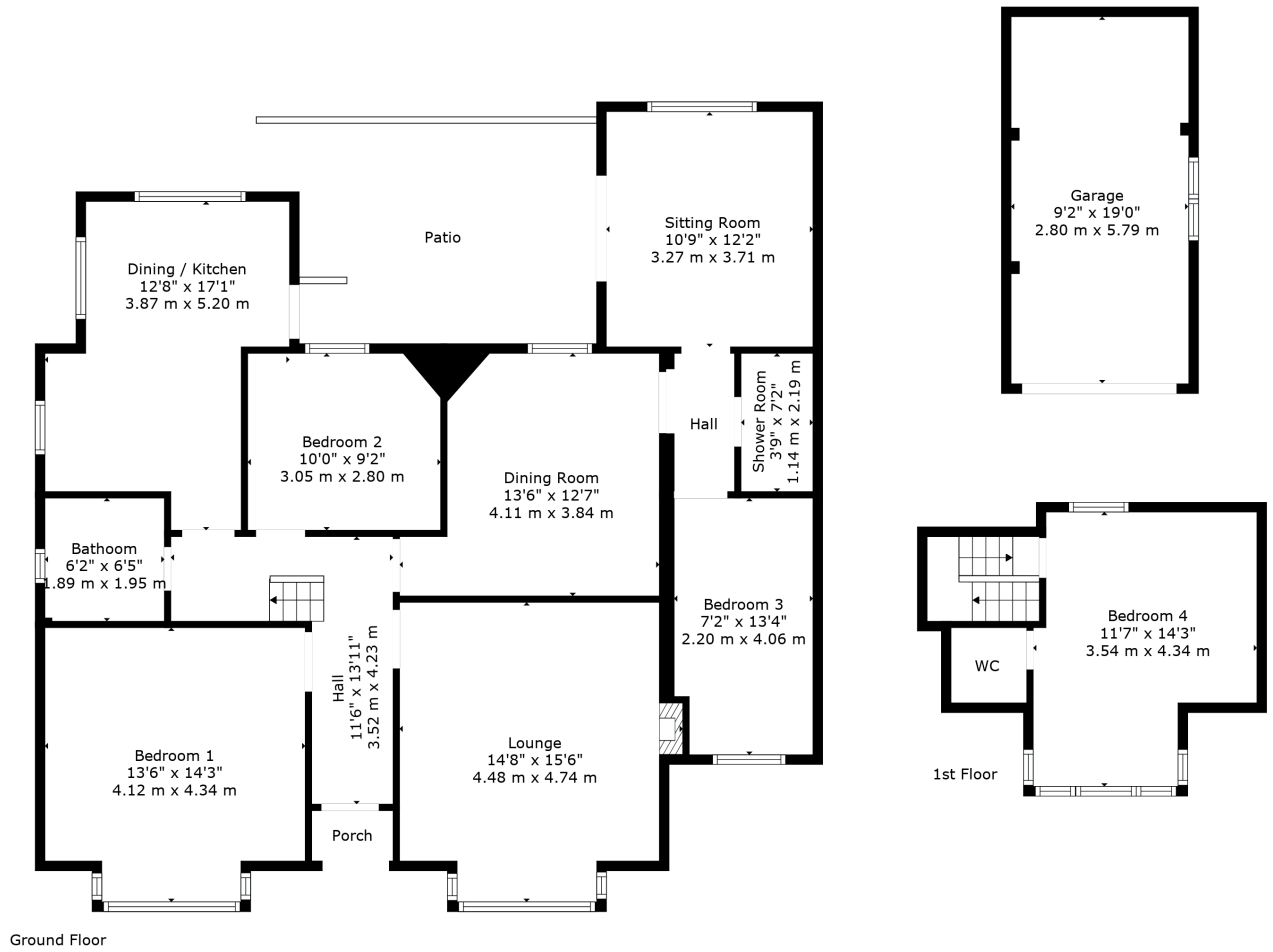 Garage
9'2" x 19'0"
2.80 m x 5.79 m
Sitting Room
10'9" x 12'2"
3.27 m x 3.71 m
Patio
Dining / Kitchen
12'8" x 17'1"
3.87 m x 5.20 m
Shower Room
3'9" x 7'2"
1.14 m x 2.19 m
Hall
Bedroom 2
10'0" x 9'2"
3.05 m x 2.80 m
Dining Room
13'6" x 12'7"
4.11 m x 3.84 m
Bathoom
6'2" x 6'5"
1.89 m x 1.95 m
Bedroom 3
7'2" x 13'4"
2.20 m x 4.06 m
Bedroom 4
11'7" x 14'3"
3.54 m x 4.34 m
WC
Hall
11'6" x 13'11"
3.52 m x 4.23 m
Bedroom 1
13'6" x 14'3"
4.12 m x 4.34 m
Lounge
14'8" x 15'6"
4.48 m x 4.74 m
1st Floor
Porch
Ground Floor